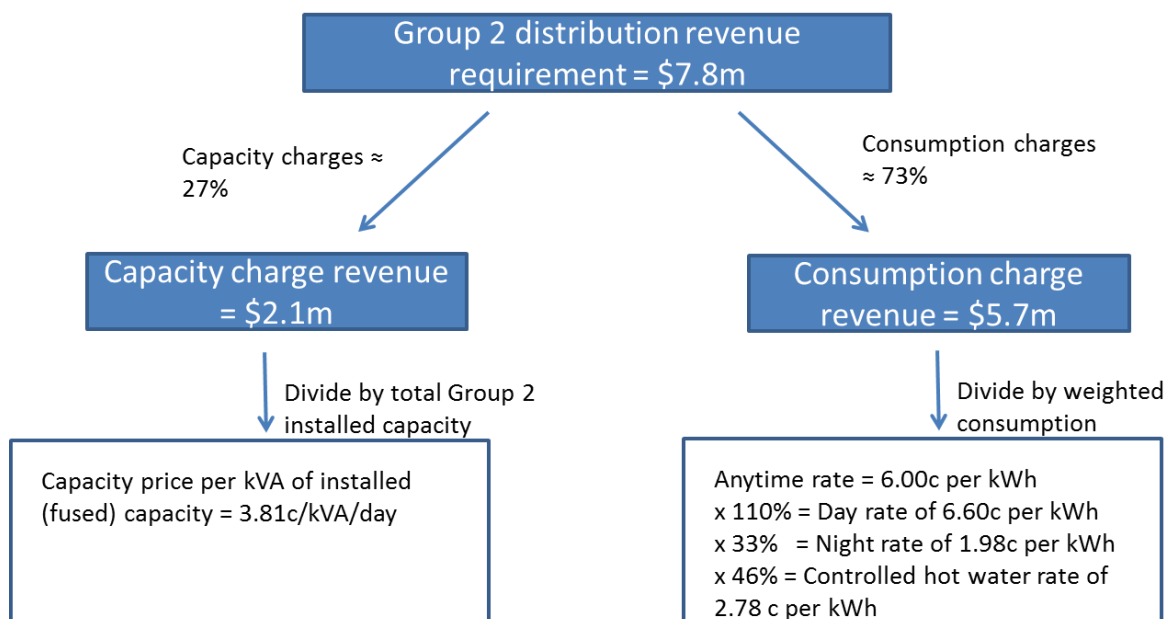 Group 2 distribution revenue
requirement = $7.8m
Capacity charges ≈
27%
Consumption charges
≈ 73%
Capacity charge revenue
= $2.1m
Consumption charge
revenue = $5.7m
Divide by total Group 2
installed capacity
Divide by weighted
consumption
Capacity price per kVA of installed
(fused) capacity = 3.81c/kVA/day
Anytime rate = 6.00c per kWh
x 110% = Day rate of 6.60c per kWh
x 33%   = Night rate of 1.98c per kWh
x 46% = Controlled hot water rate of
2.78 c per kWh